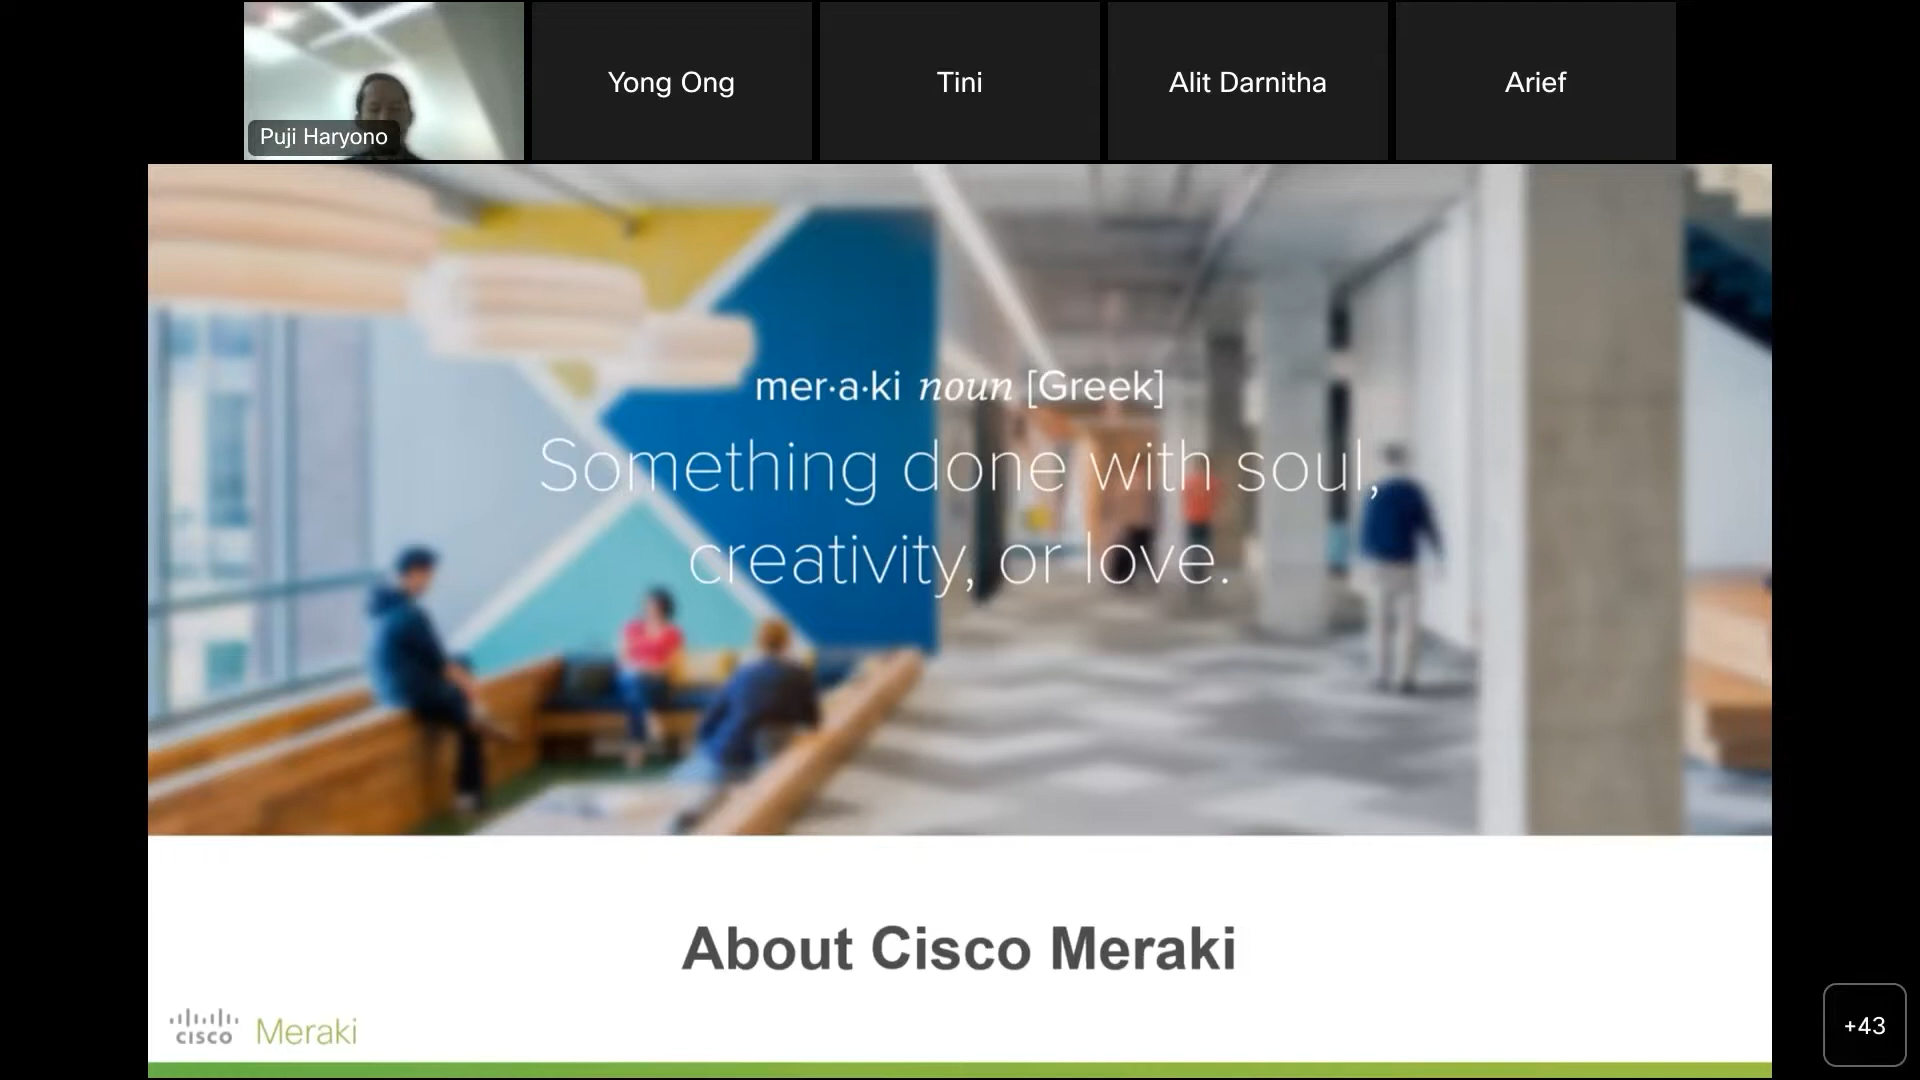 Puji Haryono
Yong Ong
Tini
Alit Darnitha
Arief
mer·a·ki noun [Greek]
Something done with soul,
creativity, or love.
About Cisco Meraki
cisco Meraki
+43